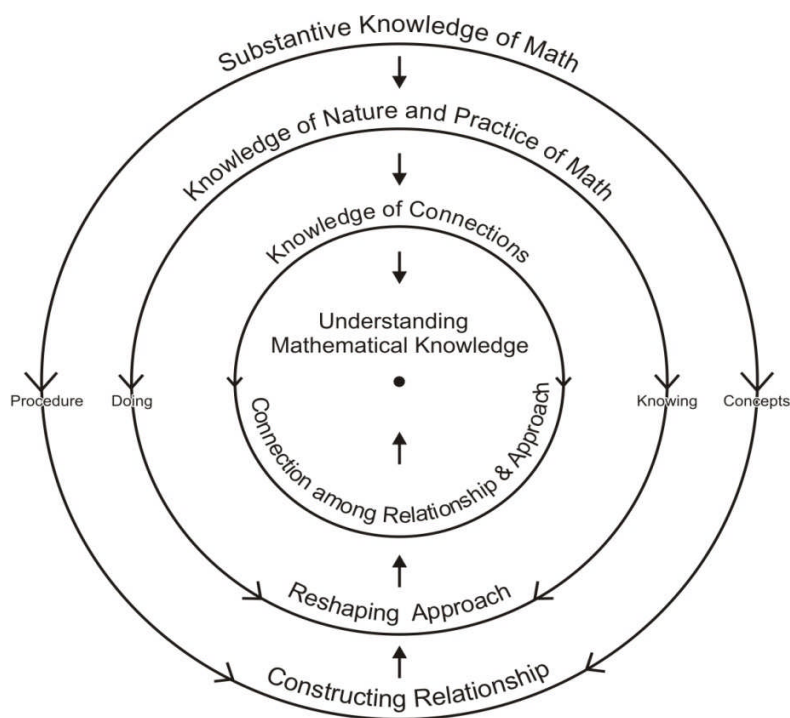 Substantive Knowledge of Math
Knowledge of Nature and Practice of Math
Knowledge of Connections
Understanding
Mathematical Knowledge
Procedure
Doing
Knowing
Concepts
Connection among Relationship & Approach
Reshaping Approach
Constructing Relationship